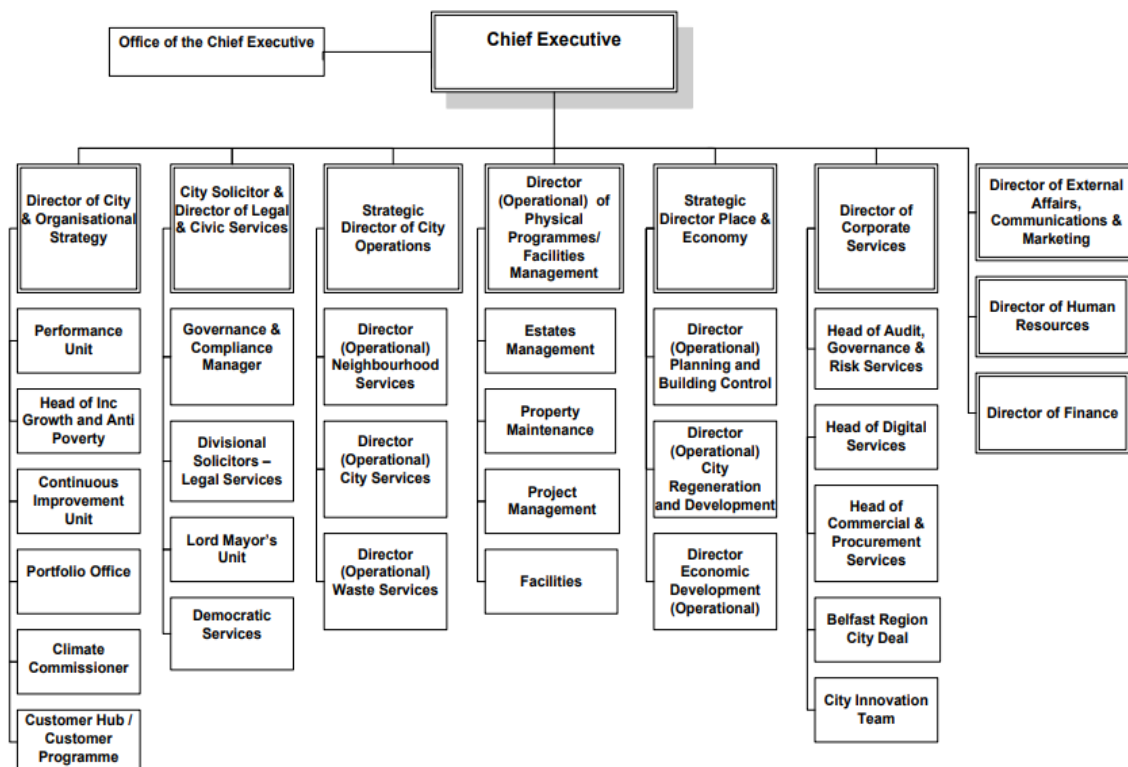 Office of the Chief Executive
Chief Executive
Director of City
& Organisational
Strategy
Performance
Unit
Head of Inc
Growth and Anti
Poverty
Continuous
Improvement
Unit
Portfolio Office
Climate
Commissioner
Customer Hub /
Customer
Programme
City Solicitor &
Director of Legal
& Civic Services
Governance &
Compliance
Manager
Divisional
Solicitors –
Legal Services
Lord Mayor's
Unit
Democratic
Services
Strategic
Director of City
Operations
Director
(Operational)
Neighbourhood
Services
Director
(Operational)
City Services
Director
(Operational)
Waste Services
Director
(Operational) of
Physical
Programmes/
Facilities
Management
Estates
Management
Property
Maintenance
Project
Management
Facilities
Strategic
Director Place &
Economy
Director
(Operational)
Planning and
Building Control
Director
(Operational)
City
Regeneration
and Development
Director
Economic
Development
(Operational)
Director of
Corporate
Services
Head of Audit,
Governance &
Risk Services
Head of Digital
Services
Head of
Commercial &
Procurement
Services
Belfast Region
City Deal
City Innovation
Team
Director of External
Affairs,
Communications &
Marketing
Director of Human
Resources
Director of Finance